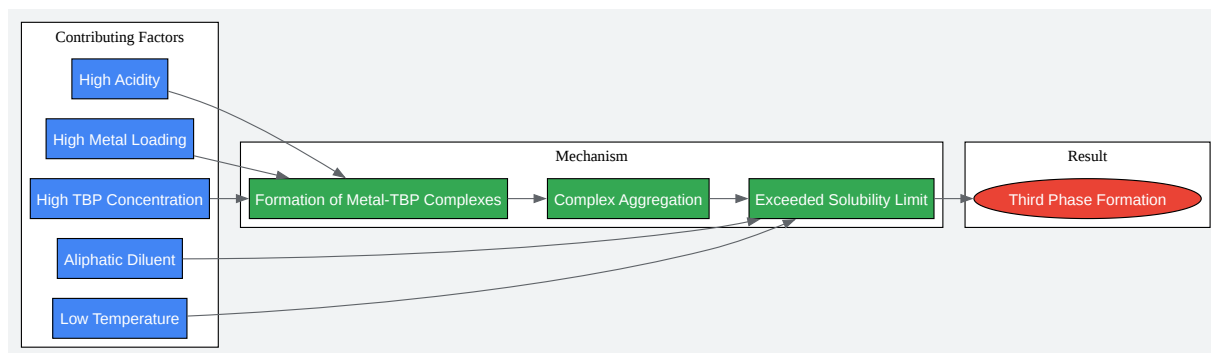 Contributing Factors
High Acidity
High Metal Loading
High TBP Concentration
Aliphatic Diluent
Low Temperature
Mechanism
Formation of Metal-TBP Complexes
Complex Aggregation
Exceeded Solubility Limit
Result
Third Phase Formation